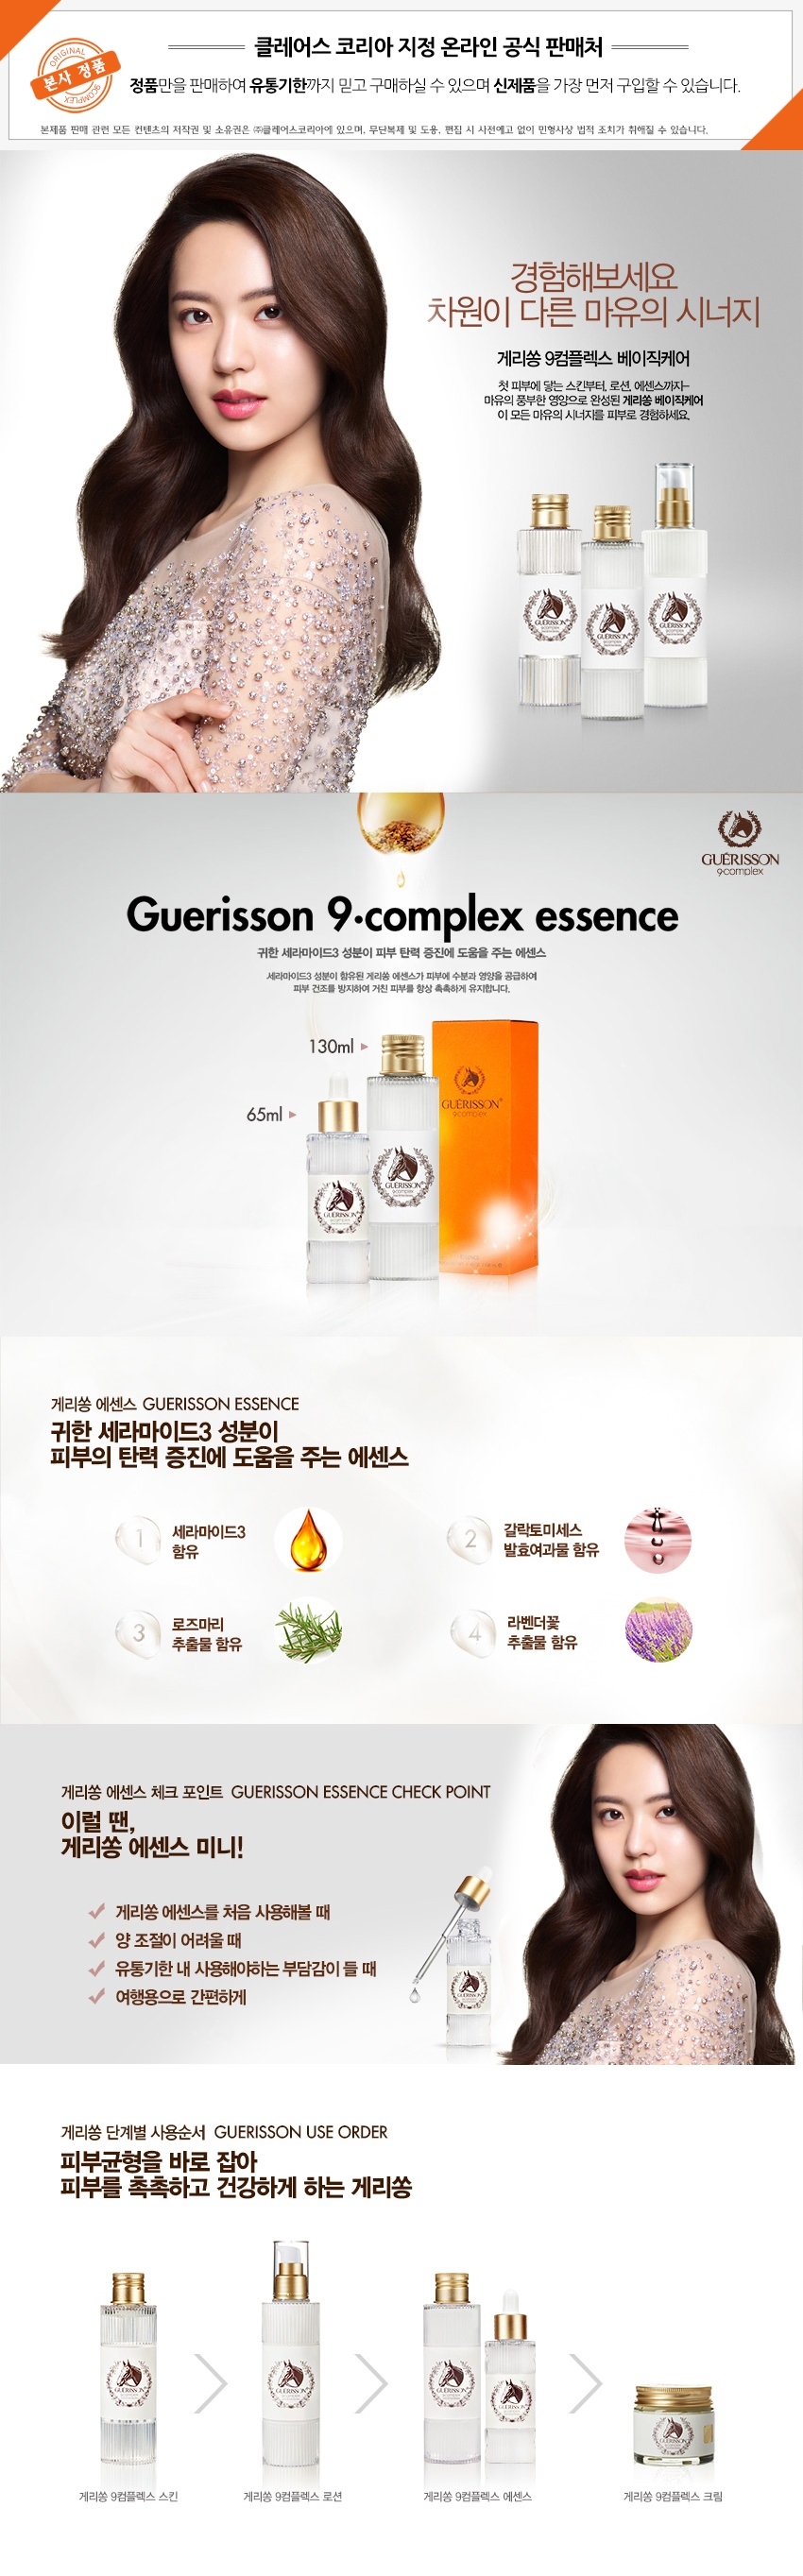 ORIGINAL
본사 정품
9COMPLEX
클레어스 코리아 지정 온라인 공식 판매처
정품만을 판매하여 유통기한까지 믿고 구매하실 수 있으며 신제품을 가장 먼저 구입할 수 있습니다.
본제품 판매 관련 모든 컨텐츠의 저작권 및 소유권은 ㈜클레어스코리아에 있으며, 무단복제 및 도용, 편집 시 사전예고 없이 민형사상 법적 조치가 취해질 수 있습니다.
경험해보세요
차원이 다른 마유의 시너지
게리쏭 9컴플렉스 베이직케어
첫 피부에 닿는 스킨부터, 로션, 에센스까지-
마유의 풍부한 영양으로 완성된 게리쏭 베이직케어
이 모든 마유의 시너지를 피부로 경험하세요.
GUÉRISSON
9complex
GUÉRISSON
9complex
GUÉRISSON
9complex
GUÉRISSON
9complex
Guerisson 9·complex essence
귀한 세라마이드3 성분이 피부 탄력 증진에 도움을 주는 에센스
세라마이드3 성분이 함유된 게리쏭 에센스가 피부에 수분과 영양을 공급하여
피부 건조를 방지하여 거친 피부를 항상 촉촉하게 유지합니다.
130ml
65ml
GUÉRISSON
9complex
GUÉRISSON
9complex
GUÉRISSON
9complex
게리쏭 에센스 GUERISSON ESSENCE
귀한 세라마이드3 성분이
피부의 탄력 증진에 도움을 주는 에센스
1 세라마이드3
함유
2 갈락토미세스
발효여과물 함유
3 로즈마리
추출물 함유
4 라벤더꽃
추출물 함유
게리쏭 에센스 체크 포인트 GUERISSON ESSENCE CHECK POINT
이럴 땐,
게리쏭 에센스 미니!
게리쏭 에센스를 처음 사용해볼 때
양 조절이 어려울 때
유통기한 내 사용해야하는 부담감이 들 때
여행용으로 간편하게
GUÉRISSON
게리쏭 단계별 사용순서 GUERISSON USE ORDER
피부균형을 바로 잡아
피부를 촉촉하고 건강하게 하는 게리쏭
GUÉRISSON
GUÉRISSON
GUÉRISSON
GUÉRISSON
GUÉRISSON
게리쏭 9컴플렉스 스킨
게리쏭 9컴플렉스 로션
게리쏭 9컴플렉스 에센스
게리쏭 9컴플렉스 크림